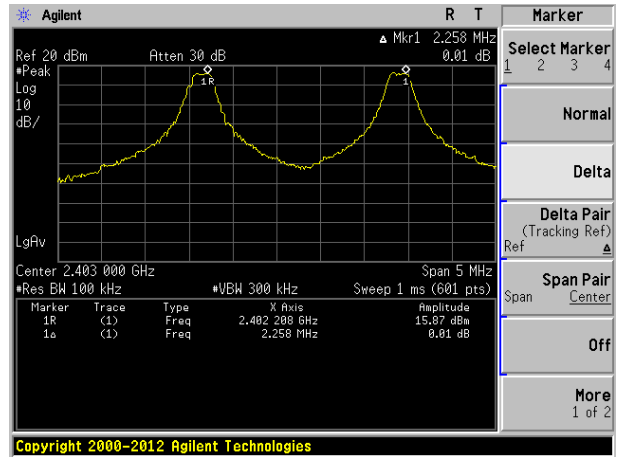 Agilent R T
Δ Mkr1 2.258 MHz
Ref 20 dBm Atten 30 dB 0.01 dB
#Peak
Log
10
dB/
1R
1
LgAv
Center 2.403 000 GHz Span 5 MHz
#Res BW 100 kHz #VBW 300 kHz Sweep 1 ms (601 pts)
Marker Trace Type X Axis Amplitude
1R (1) Freq 2.402 208 GHz 15.87 dBm
1Δ (1) Freq 2.258 MHz 0.01 dB
Copyright 2000-2012 Agilent Technologies
Marker
Select Marker
1 2 3 4
Normal
Delta
Delta Pair
(Tracking Ref)
Ref Δ
Span Pair
Span Center
Off
More
1 of 2